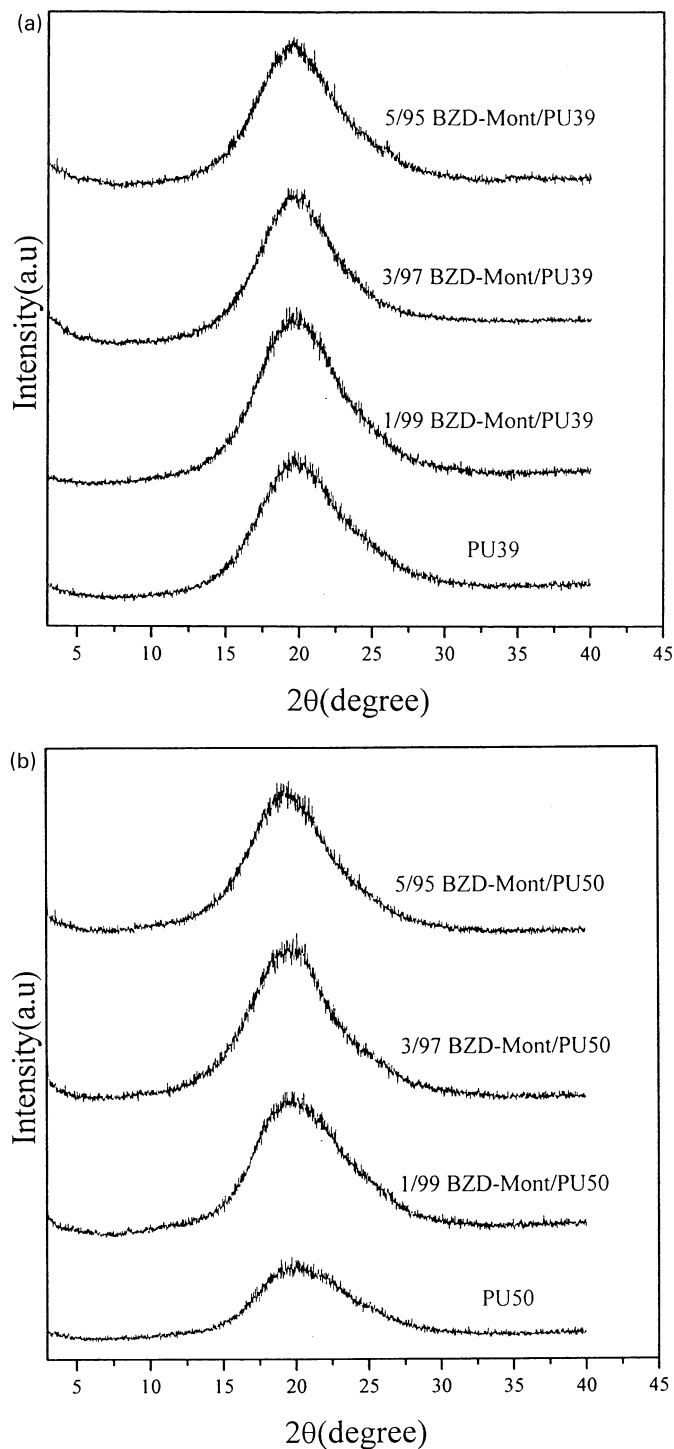 (a)
Intensity(a.u)
5/95 BZD-Mont/PU39
3/97 BZD-Mont/PU39
1/99 BZD-Mont/PU39
PU39
5 10 15 20 25 30 35 40 45
2θ(degree)
(b)
Intensity(a.u)
5/95 BZD-Mont/PU50
3/97 BZD-Mont/PU50
1/99 BZD-Mont/PU50
PU50
5 10 15 20 25 30 35 40 45
2θ(degree)